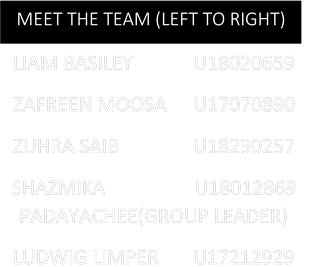 MEET THE TEAM (LEFT TO RIGHT)
LIAM BASILEY U18020659
ZAFREEN MOOSA U17070890
ZUHRA SAIB U18230257
SHAZMIKA U18012869
PADAYACHEE(GROUP LEADER)
LUDWIG LIMPER U17212929